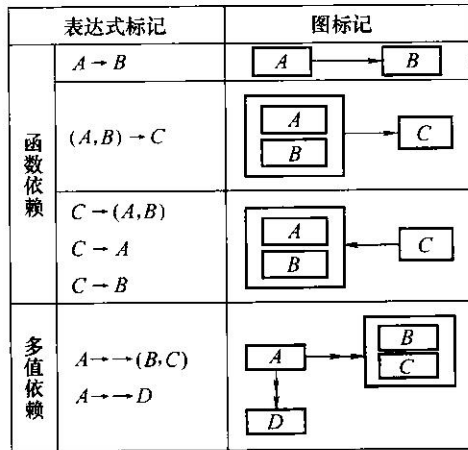 表达式标记 图标记
函数依赖
A → B
A B
(A,B) → C
A
B
C
C → (A,B)
C → A
C → B
A
B
C
多值依赖
A → → (B,C)
A → → D
A
B
C
D